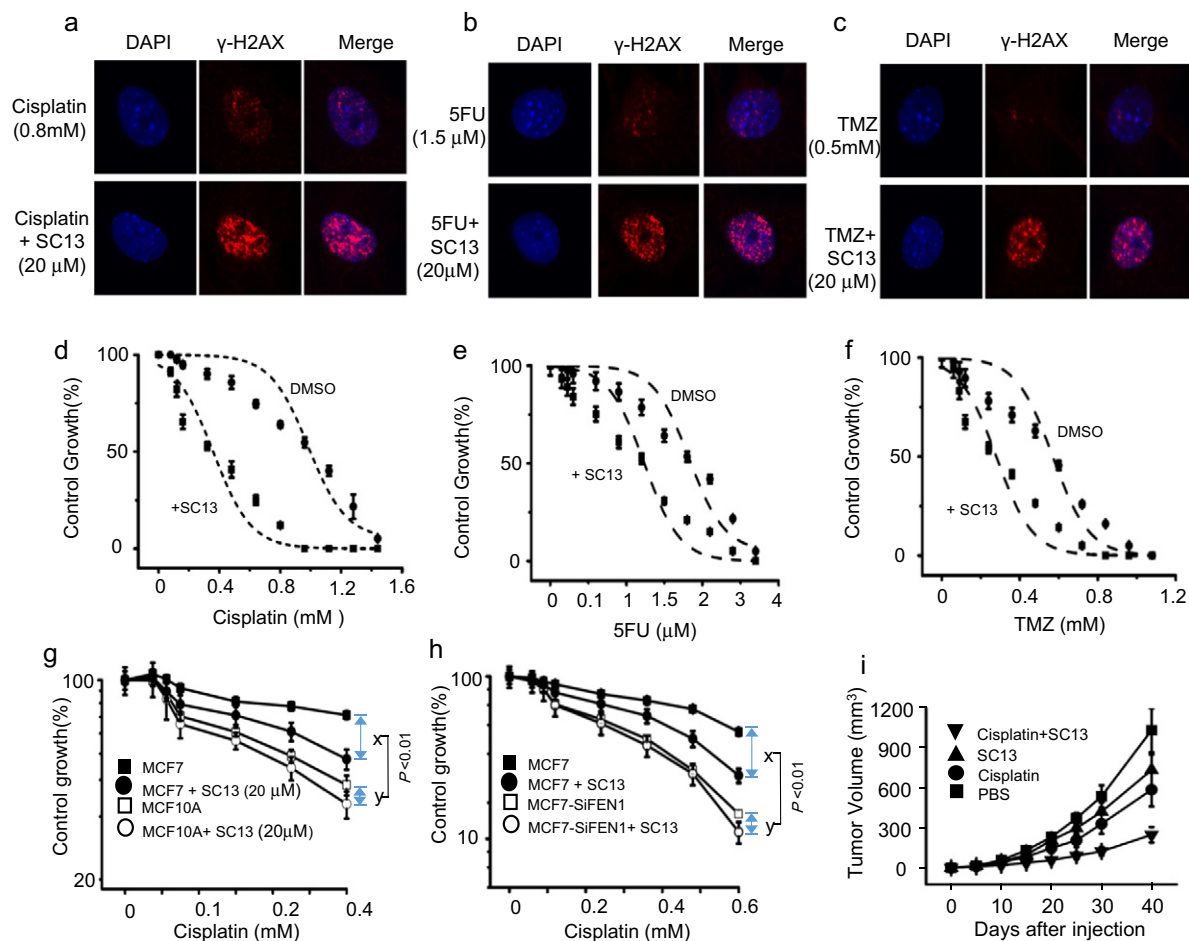 a
DAPI γ-H2AX Merge
Cisplatin
(0.8mM)
Cisplatin
+ SC13
(20 μM)
b
DAPI γ-H2AX Merge
5FU
(1.5 μM)
5FU+
SC13
(20μM)
c
DAPI γ-H2AX Merge
TMZ
(0.5mM)
TMZ+
SC13
(20 μM)
d
Control Growth(%)
100
50
0
DMSO
+SC13
0 0.4 0.8 1.2 1.6
Cisplatin (mM )
e
Control Growth(%)
100
50
0
DMSO
+ SC13
0 0.1 1 1.5 2 3 4
5FU (μM)
f
Control Growth(%)
100
50
0
DMSO
+ SC13
0 0.4 0.8 1.2
TMZ (mM)
g
Control growth(%)
100
20
MCF7
MCF7 + SC13 (20 μM)
MCF10A
MCF10A+ SC13 (20μM)
x
y
P<0.01
0 0.1 0.2 0.4
Cisplatin (mM)
h
Control growth(%)
100
10
MCF7
MCF7 + SC13
MCF7-SiFEN1
MCF7-SiFEN1+ SC13
x
y
P<0.01
0 0.2 0.4 0.6
Cisplatin (mM)
i
Tumor Volume (mm³)
1200
900
600
300
0
Cisplatin+SC13
SC13
Cisplatin
PBS
0 10 20 30 40
Days after injection